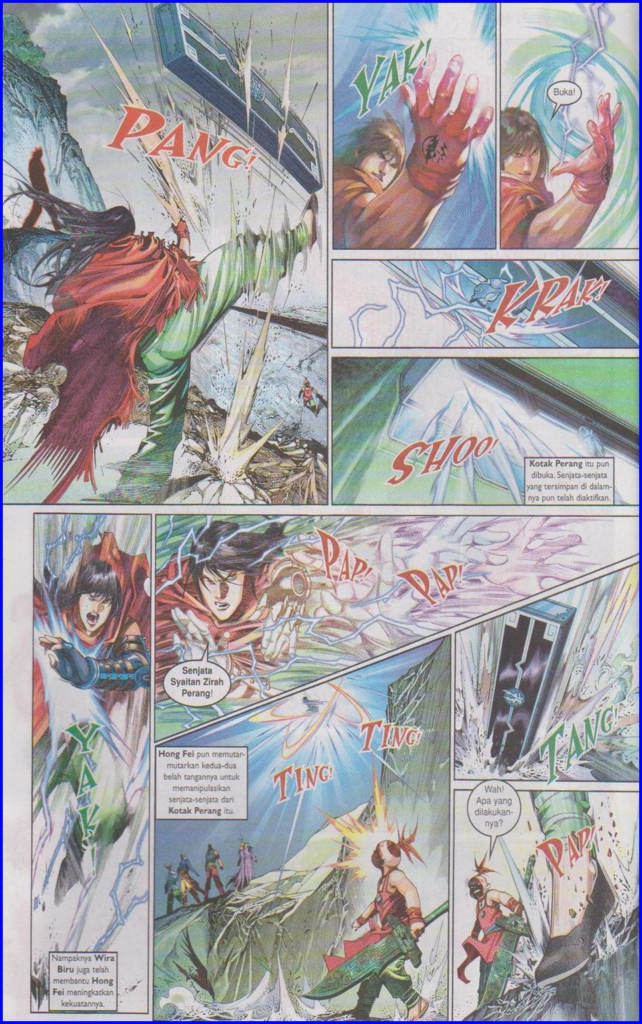 PANG!
YAK!
Buka!
KRAK!
SHOO!
Kotak Perang itu pun
dibuka. Senjata-senjata
yang tersimpan di dalam-
nya pun telah diaktifkan.
YAAK!
Nampaknya Wira
Biru juga telah
membantu Hong
Fei meningkatkan
kekuatannya.
PAP!
PAP!
Senjata
Syaitan Zirah
Perang!
Hong Fei pun memutar-
mutarkan kedua-dua
belah tangannya untuk
memanipulasikan
senjata-senjata dari
Kotak Perang itu.
TING!
TING!
TANG!
Wah!
Apa yang
dilakukan-
nya?
PAP!